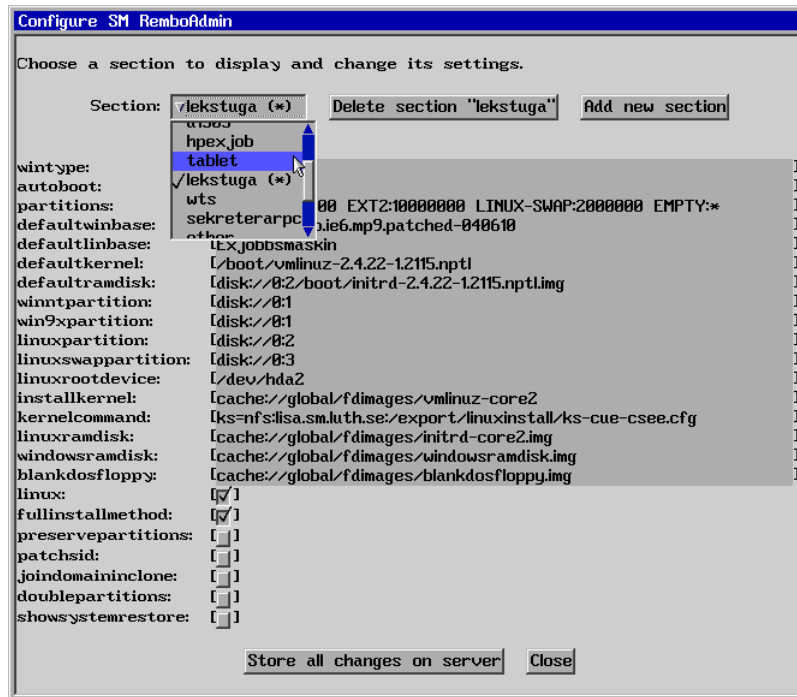 Configure SM RemboAdmin
Choose a section to display and change its settings.
Section: lekstuga (*) Delete section "lekstuga" Add new section
hpexjob
tablet
lekstuga (*)
wts
sekreterarpc
other
wintype:
autoboot:
partitions: 00 EXT2:10000000 LINUX-SWAP:2000000 EMPTY:*
defaultwinbase: .ie6.mp9.patched-040610
defaultlinbase: [Exjobbsmaskin
defaultkernel: [/boot/vmlinuz-2.4.22-1.2115.nptl
defaultramdisk: [disk://0:2/boot/initrd-2.4.22-1.2115.nptl.img
winntpartition: [disk://0:1
win9xpartition: [disk://0:1
linuxpartition: [disk://0:2
linuxswappartition: [disk://0:3
linuxrootdevice: [/dev/hda2
installkernel: [cache://global/fdimages/vmlinuz-core2
kernelcommand: [ks=nfs:lisa.sm.luth.se:/export/linuxinstall/ks-cue-csee.cfg
linuxramdisk: [cache://global/fdimages/initrd-core2.img
windowsramdisk: [cache://global/fdimages/windowsramdisk.img
blankdosfloppy: [cache://global/fdimages/blankdosfloppy.img
linux: [✓]
fullinstallmethod: [✓]
preservepartitions: [ ]
patchsid: [ ]
joindomaininclone: [ ]
doublepartitions: [ ]
showsystemrestore: [ ]
Store all changes on server Close